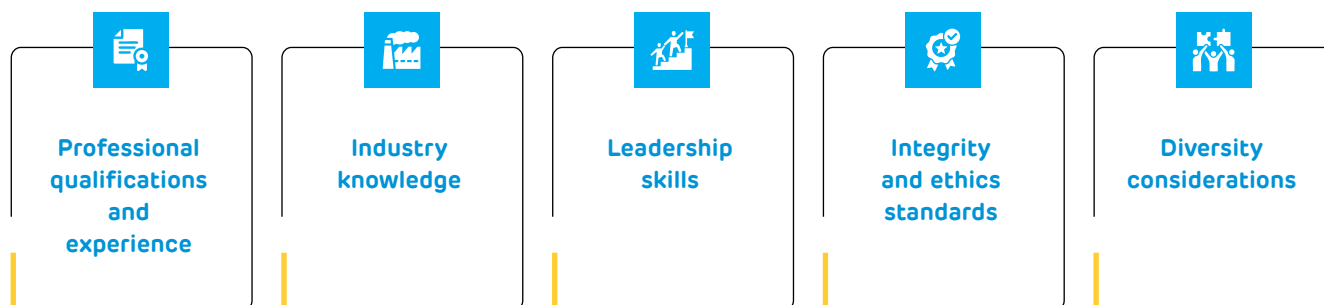 Professional
qualifications
and
experience
Industry
knowledge
Leadership
skills
Integrity
and ethics
standards
Diversity
considerations